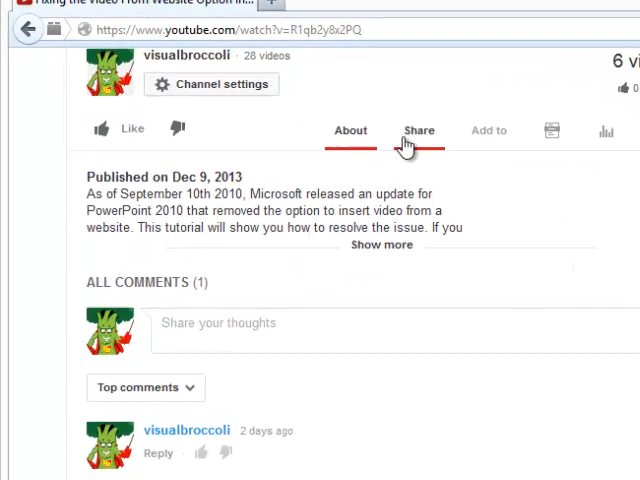 Fixing the Video From Website Option In...
https://www.youtube.com/watch?v=R1qb2y8x2PQ
visualbroccoli · 28 videos
6 vi
Channel settings
0
Like
About
Share
Add to
Published on Dec 9, 2013
As of September 10th 2010, Microsoft released an update for
PowerPoint 2010 that removed the option to insert video from a
website. This tutorial will show you how to resolve the issue. If you
Show more
ALL COMMENTS (1)
Share your thoughts
Top comments
visualbroccoli 2 days ago
Reply ·